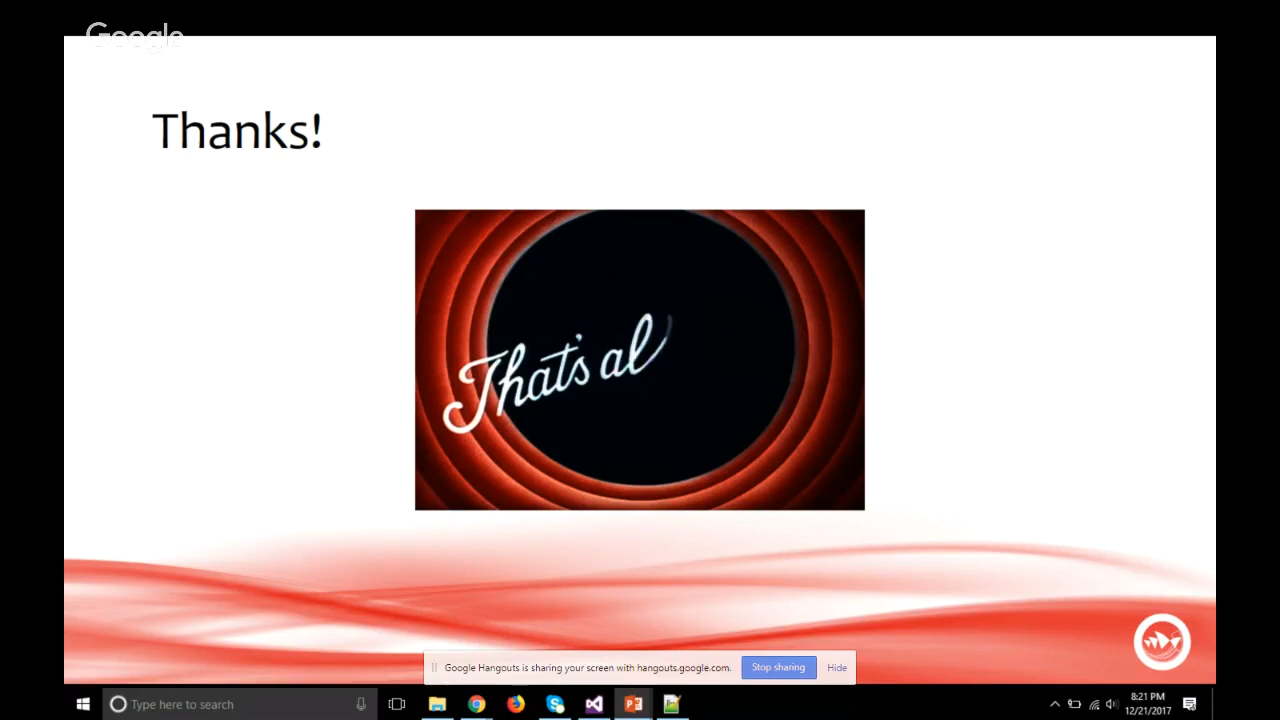 Google
Thanks!
That's al
Google Hangouts is sharing your screen with hangouts.google.com.
Stop sharing
Hide
Type here to search
8:21 PM
12/21/2017